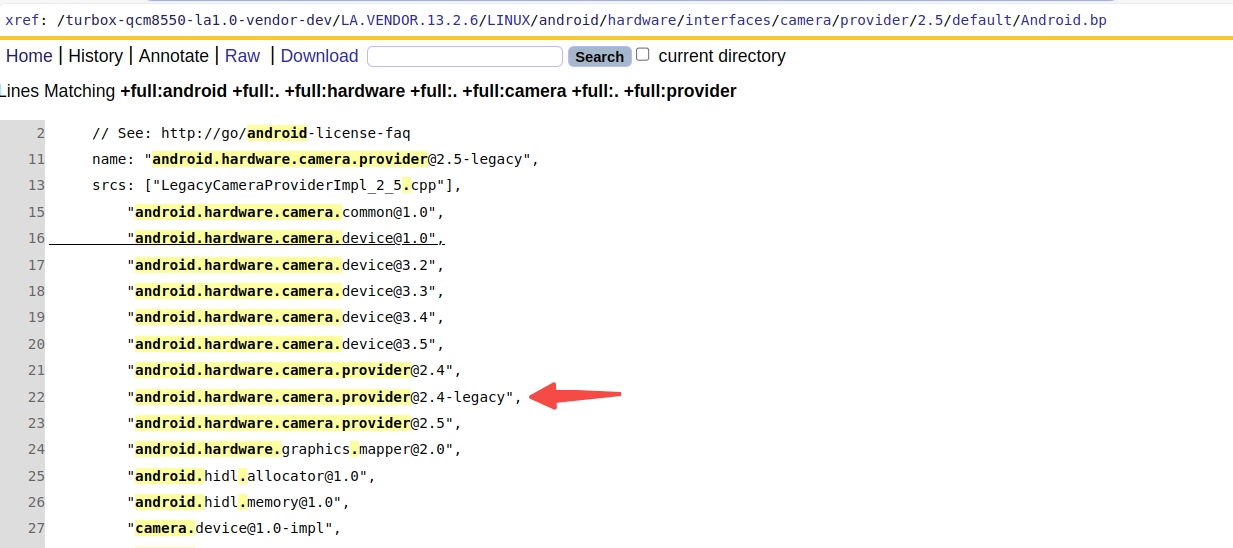 xref: /turbox-qcm8550-la1.0-vendor-dev/LA.VENDOR.13.2.6/LINUX/android/hardware/interfaces/camera/provider/2.5/default/Android.bp
Home | History | Annotate | Raw | Download Search current directory
Lines Matching +full:android +full:. +full:hardware +full:. +full:camera +full:. +full:provider
2 // See: http://go/android-license-faq
11 name: "android.hardware.camera.provider@2.5-legacy",
13 srcs: ["LegacyCameraProviderImpl_2_5.cpp"],
15 "android.hardware.camera.common@1.0",
16 "android.hardware.camera.device@1.0",
17 "android.hardware.camera.device@3.2",
18 "android.hardware.camera.device@3.3",
19 "android.hardware.camera.device@3.4",
20 "android.hardware.camera.device@3.5",
21 "android.hardware.camera.provider@2.4",
22 "android.hardware.camera.provider@2.4-legacy",
23 "android.hardware.camera.provider@2.5",
24 "android.hardware.graphics.mapper@2.0",
25 "android.hidl.allocator@1.0",
26 "android.hidl.memory@1.0",
27 "camera.device@1.0-impl",